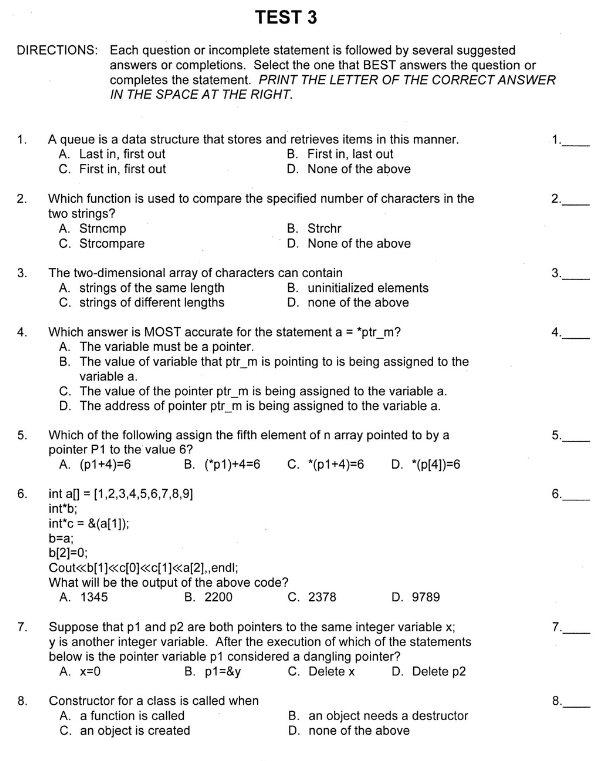 TEST 3
DIRECTIONS: Each question or incomplete statement is followed by several suggested
answers or completions. Select the one that BEST answers the question or
completes the statement. PRINT THE LETTER OF THE CORRECT ANSWER
IN THE SPACE AT THE RIGHT.
1. A queue is a data structure that stores and retrieves items in this manner. 1.____
A. Last in, first out B. First in, last out
C. First in, first out D. None of the above
2. Which function is used to compare the specified number of characters in the 2.____
two strings?
A. Strncmp B. Strchr
C. Strcompare D. None of the above
3. The two-dimensional array of characters can contain 3.____
A. strings of the same length B. uninitialized elements
C. strings of different lengths D. none of the above
4. Which answer is MOST accurate for the statement a = *ptr_m? 4.____
A. The variable must be a pointer.
B. The value of variable that ptr_m is pointing to is being assigned to the
variable a.
C. The value of the pointer ptr_m is being assigned to the variable a.
D. The address of pointer ptr_m is being assigned to the variable a.
5. Which of the following assign the fifth element of n array pointed to by a 5.____
pointer P1 to the value 6?
A. (p1+4)=6 B. (*p1)+4=6 C. *(p1+4)=6 D. *(p[4])=6
6. int a[] = [1,2,3,4,5,6,7,8,9] 6.____
int*b;
int*c = &(a[1]);
b=a;
b[2]=0;
Cout<<b[1]<<c[0]<<c[1]<<a[2],,endl;
What will be the output of the above code?
A. 1345 B. 2200 C. 2378 D. 9789
7. Suppose that p1 and p2 are both pointers to the same integer variable x; 7.____
y is another integer variable. After the execution of which of the statements
below is the pointer variable p1 considered a dangling pointer?
A. x=0 B. p1=&y C. Delete x D. Delete p2
8. Constructor for a class is called when 8.____
A. a function is called B. an object needs a destructor
C. an object is created D. none of the above